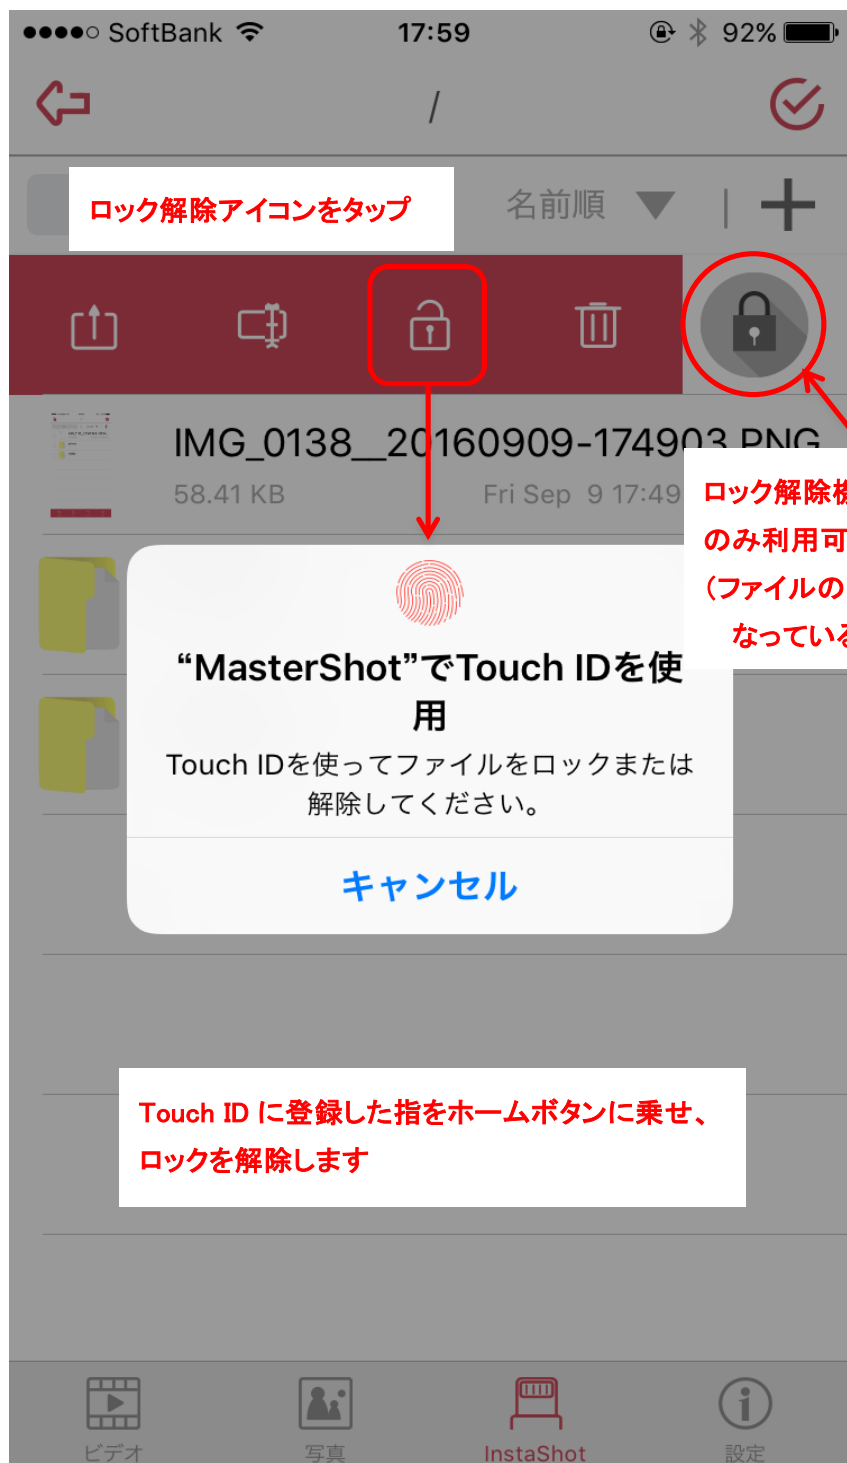 SoftBank 17:59 92%
/
ロック解除アイコンをタップ
名前順
IMG_0138__20160909-174903.PNG
58.41 KB Fri Sep 9 17:49
ロック解除
のみ利用可
（ファイルの
なっている
“MasterShot”でTouch IDを使
用
Touch IDを使ってファイルをロックまたは
解除してください。
キャンセル
Touch ID に登録した指をホームボタンに乗せ、
ロックを解除します
ビデオ 写真 InstaShot 設定